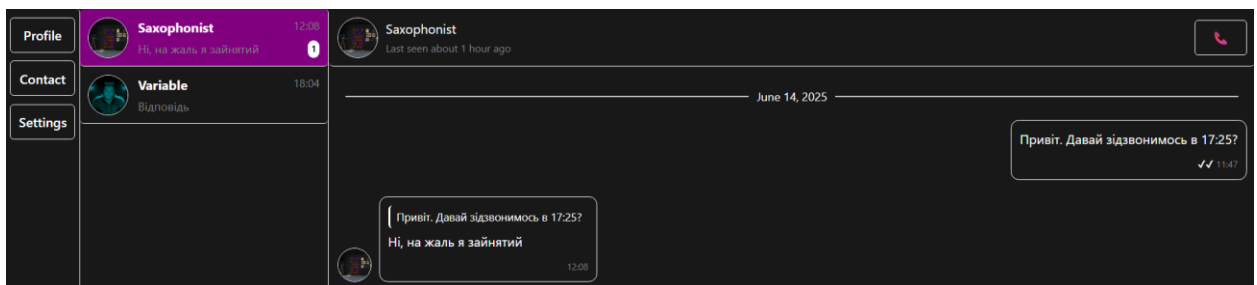 Profile
Contact
Settings
Saxophonist 12:08
Ні, на жаль я зайнятий 1
Variable 18:04
Відповідь
Saxophonist
Last seen about 1 hour ago
June 14, 2025
Привіт. Давай зідзвонимось в 17:25?
11:47
Привіт. Давай зідзвонимось в 17:25?
Ні, на жаль я зайнятий
12:08